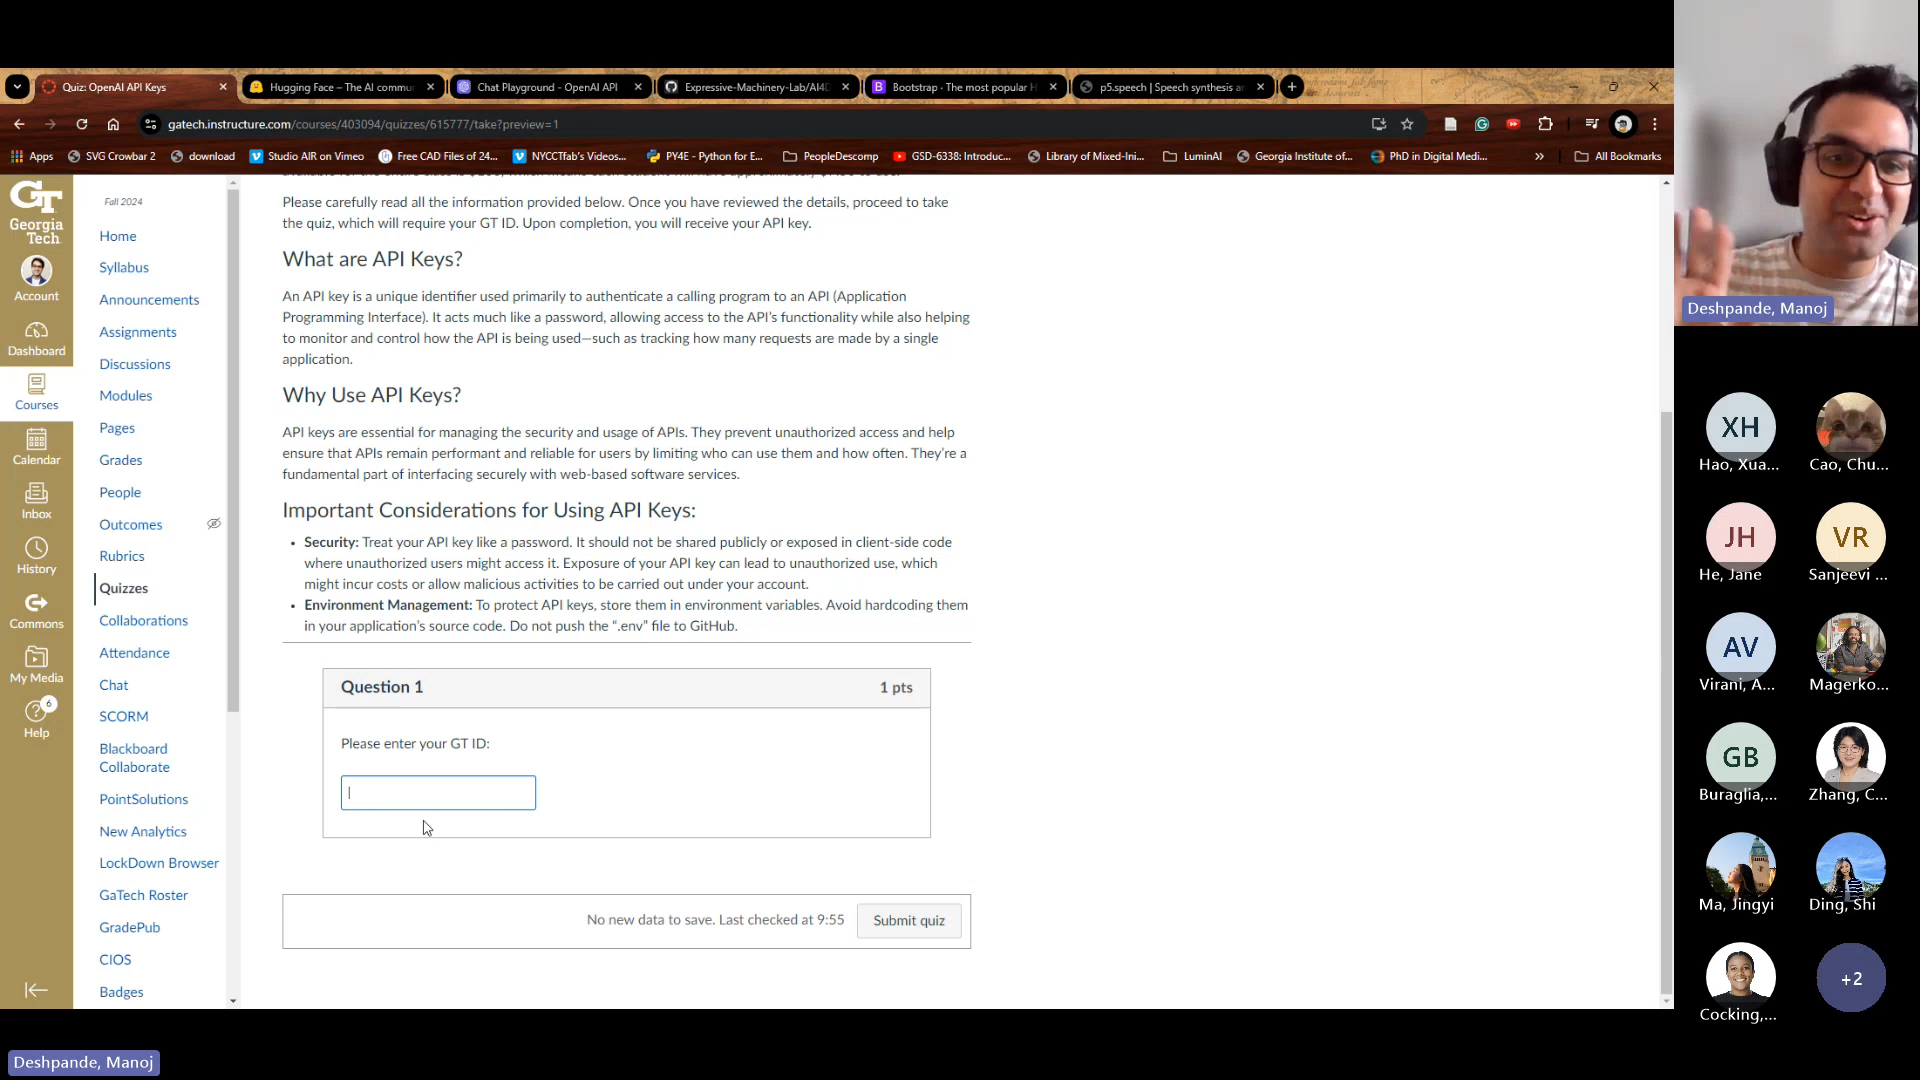 Quiz: OpenAI API Keys
Hugging Face – The AI commun
Chat Playground - OpenAI API
Expressive-Machinery-Lab/AI4D
Bootstrap · The most popular H
p5.speech | Speech synthesis a
gatech.instructure.com/courses/403094/quizzes/615777/take?preview=1
Apps
SVG Crowbar 2
download
Studio AIR on Vimeo
Free CAD Files of 24...
NYCCTfab's Videos...
PY4E - Python for E...
PeopleDescomp
GSD-6338: Introduc...
Library of Mixed-Ini...
LuminAI
Georgia Institute of...
PhD in Digital Medi...
»
All Bookmarks
GT
Georgia
Tech
Account
Dashboard
Courses
Calendar
Inbox
History
Commons
My Media
6
Help
Fall 2024
Home
Syllabus
Announcements
Assignments
Discussions
Modules
Pages
Grades
People
Outcomes
Rubrics
Quizzes
Collaborations
Attendance
Chat
SCORM
Blackboard
Collaborate
PointSolutions
New Analytics
LockDown Browser
GaTech Roster
GradePub
CIOS
Badges
Please carefully read all the information provided below. Once you have reviewed the details, proceed to take
the quiz, which will require your GT ID. Upon completion, you will receive your API key.
What are API Keys?
An API key is a unique identifier used primarily to authenticate a calling program to an API (Application
Programming Interface). It acts much like a password, allowing access to the API's functionality while also helping
to monitor and control how the API is being used—such as tracking how many requests are made by a single
application.
Why Use API Keys?
API keys are essential for managing the security and usage of APIs. They prevent unauthorized access and help
ensure that APIs remain performant and reliable for users by limiting who can use them and how often. They're a
fundamental part of interfacing securely with web-based software services.
Important Considerations for Using API Keys:
• Security: Treat your API key like a password. It should not be shared publicly or exposed in client-side code
where unauthorized users might access it. Exposure of your API key can lead to unauthorized use, which
might incur costs or allow malicious activities to be carried out under your account.
• Environment Management: To protect API keys, store them in environment variables. Avoid hardcoding them
in your application's source code. Do not push the ".env" file to GitHub.
Question 1
1 pts
Please enter your GT ID:
No new data to save. Last checked at 9:55
Submit quiz
Deshpande, Manoj
XH
Hao, Xua...
Cao, Chu...
JH
He, Jane
VR
Sanjeevi ...
AV
Virani, A...
Magerko...
GB
Buraglia,...
Zhang, C...
Ma, Jingyi
Ding, Shi
Cocking,...
+2
Deshpande, Manoj